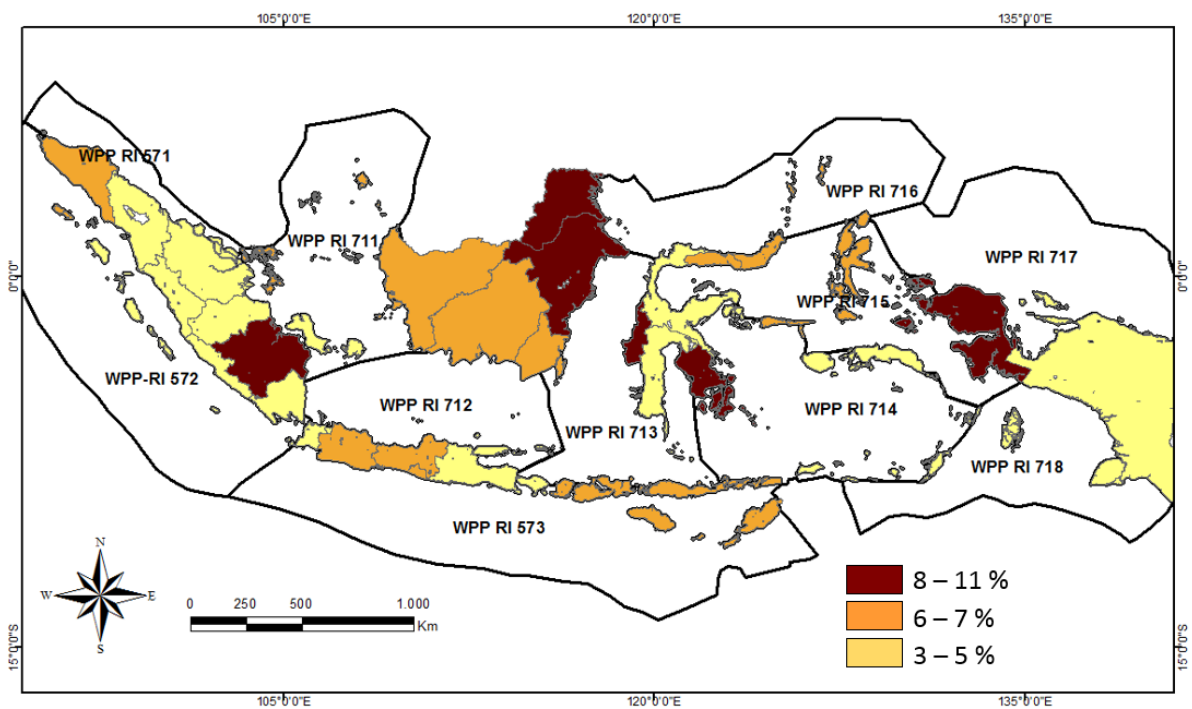 105°0'0"E 120°0'0"E 135°0'0"E
WPP RI 571
WPP RI 716
WPP RI 711
WPP RI 717
0°0'0" 0°0'0"
WPP RI 715
WPP-RI 572
WPP RI 712
WPP RI 714
WPP RI 713
WPP RI 718
WPP RI 573
N
W E
S
0 250 500 1.000
Km
8 – 11 %
6 – 7 %
3 – 5 %
15°0'0"S 15°0'0"S
105°0'0"E 120°0'0"E 135°0'0"E